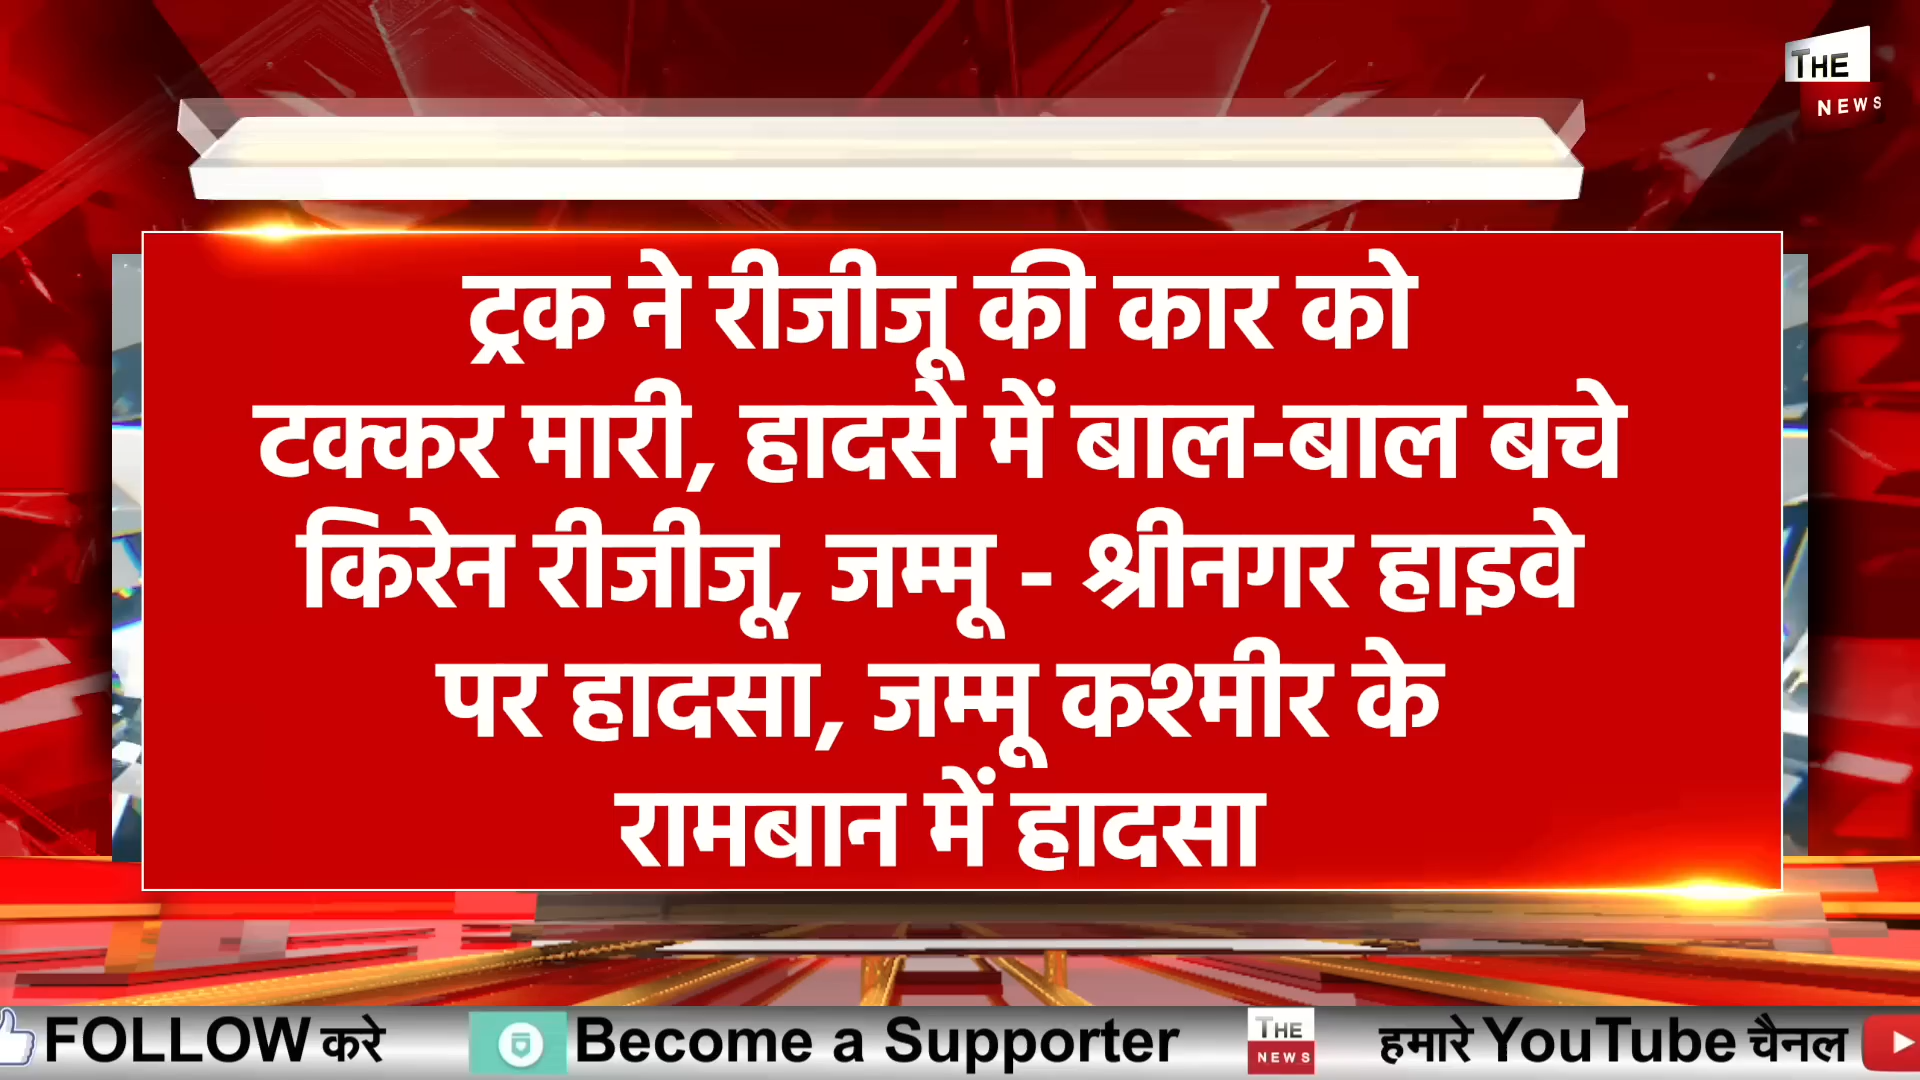 THE
NEWS
ट्रक ने रीजीजू की कार को
टक्कर मारी, हादसे में बाल-बाल बचे
किरेन रीजीजू, जम्मू - श्रीनगर हाइवे
पर हादसा, जम्मू कश्मीर के
रामबान में हादसा
FOLLOW करे Become a Supporter THE NEWS हमारे YouTube चैनल